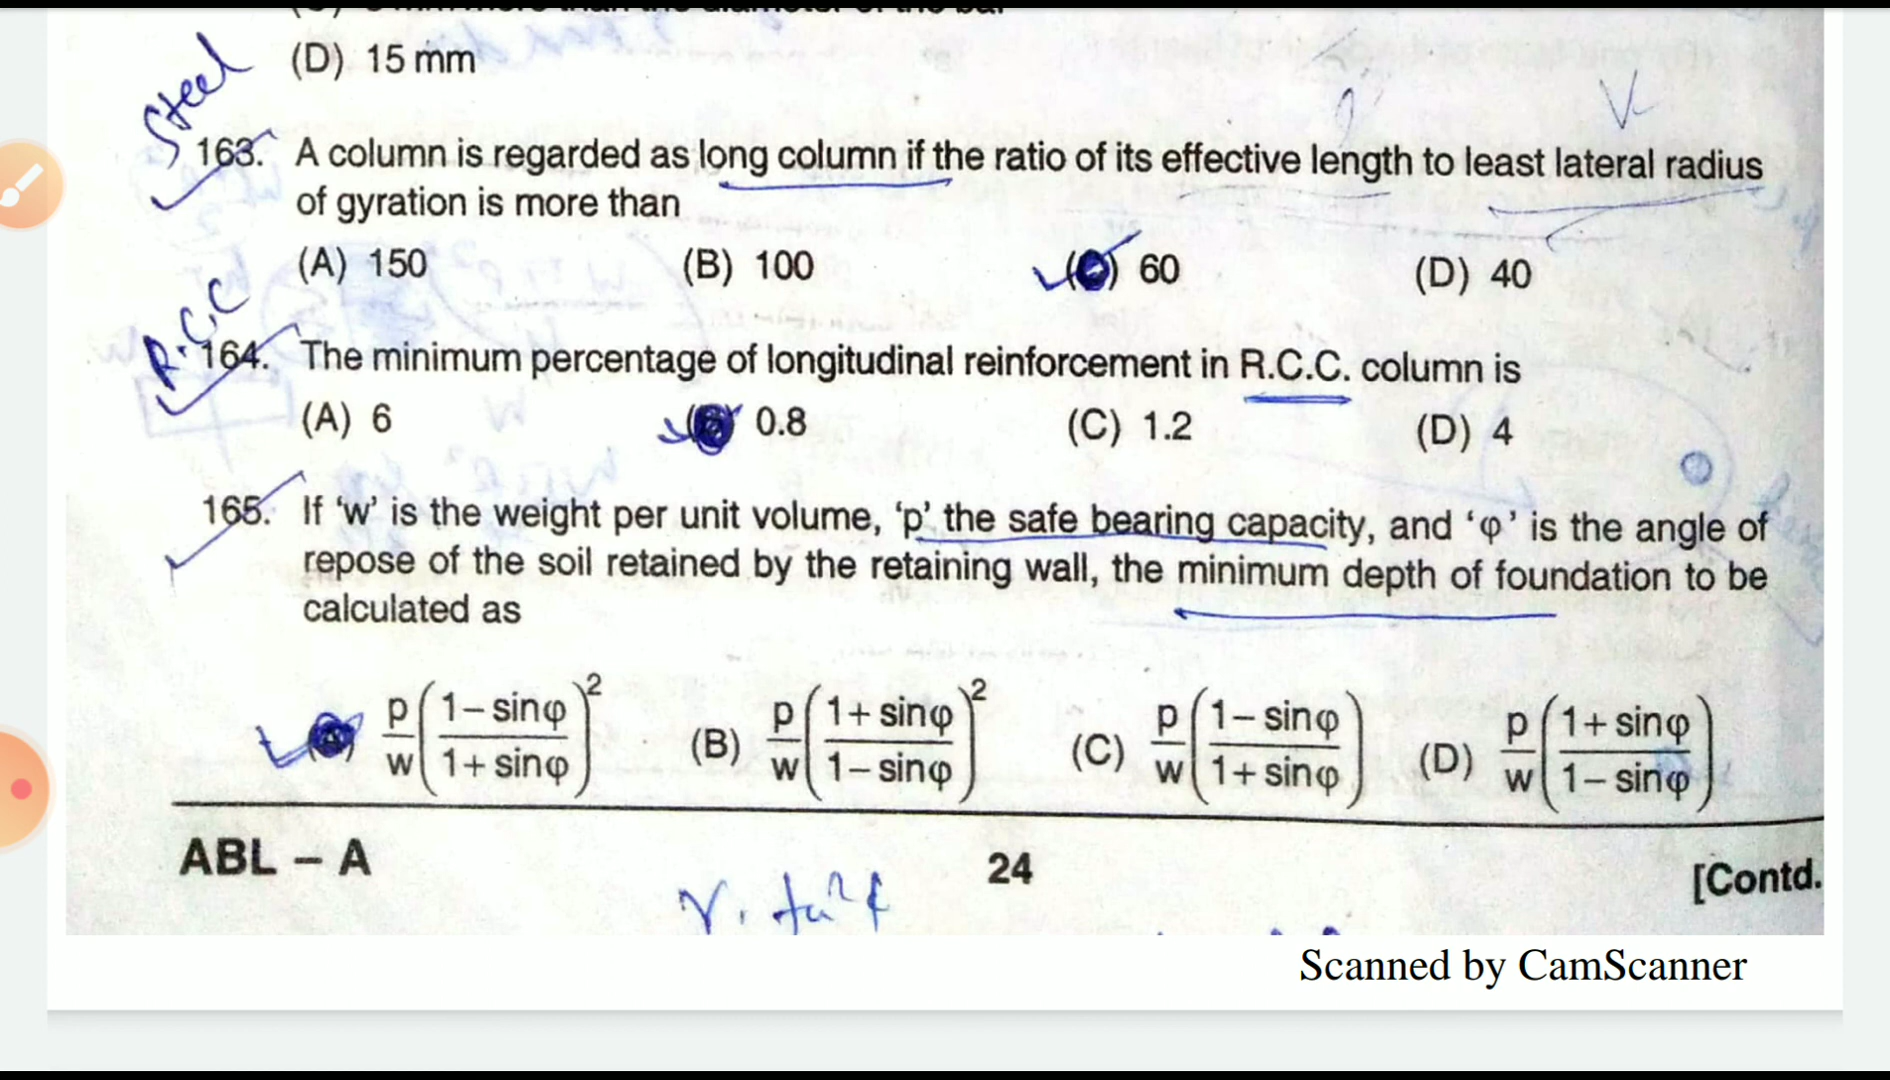 (D) 15 mm
Steel
163. A column is regarded as long column if the ratio of its effective length to least lateral radius
of gyration is more than
(A) 150 (B) 100 60 (D) 40
R.C.C
164. The minimum percentage of longitudinal reinforcement in R.C.C. column is
(A) 6 0.8 (C) 1.2 (D) 4
165. If ‘w’ is the weight per unit volume, ‘p’ the safe bearing capacity, and ‘φ’ is the angle of
repose of the soil retained by the retaining wall, the minimum depth of foundation to be
calculated as
p/w (1 – sinφ / 1 + sinφ)² (B) p/w (1 + sinφ / 1 – sinφ)² (C) p/w (1 – sinφ / 1 + sinφ) (D) p/w (1 + sinφ / 1 – sinφ)
ABL – A 24 [Contd.
Scanned by CamScanner